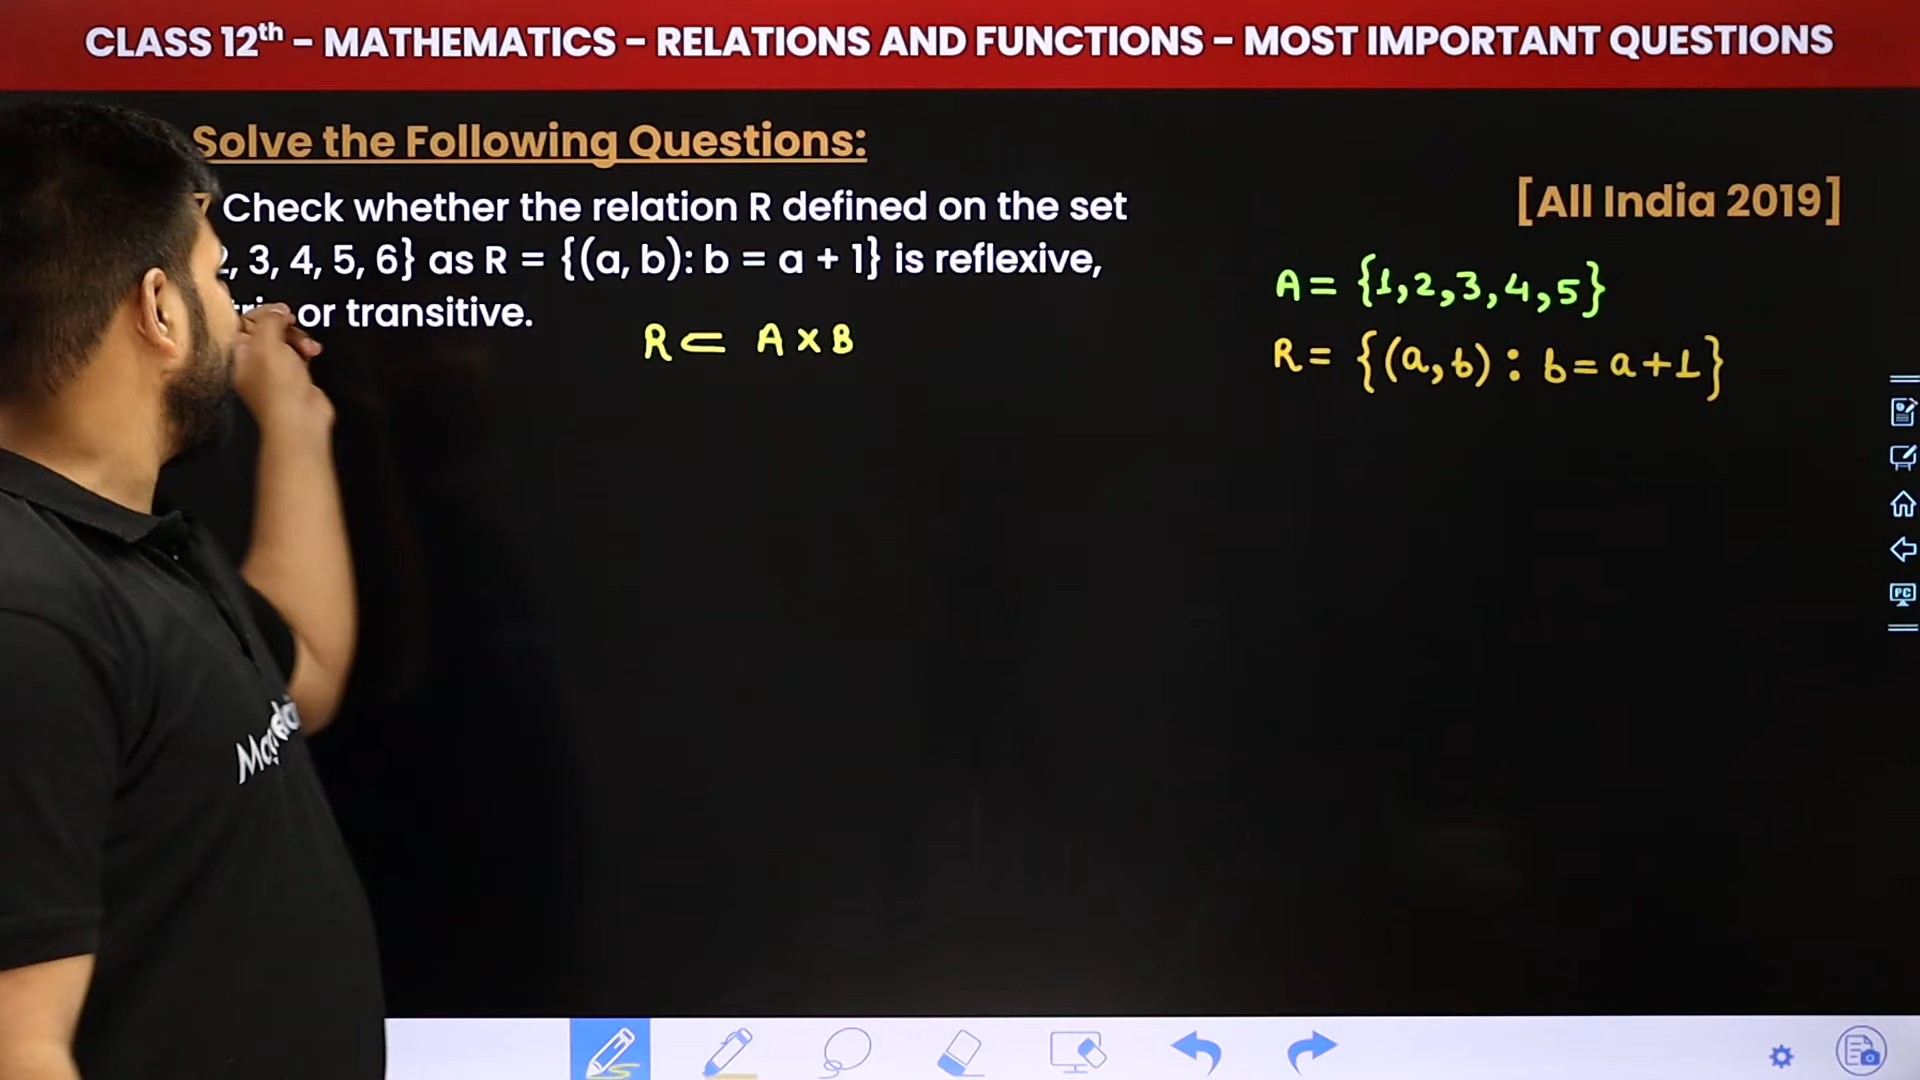 CLASS 12th - MATHEMATICS - RELATIONS AND FUNCTIONS - MOST IMPORTANT QUESTIONS
Solve the Following Questions:
Check whether the relation R defined on the set
[All India 2019]
2, 3, 4, 5, 6} as R = {(a, b): b = a + 1} is reflexive,
or transitive.
A = {1,2,3,4,5}
R ⊂ A × B
R = {(a,b) : b = a+1}
PC